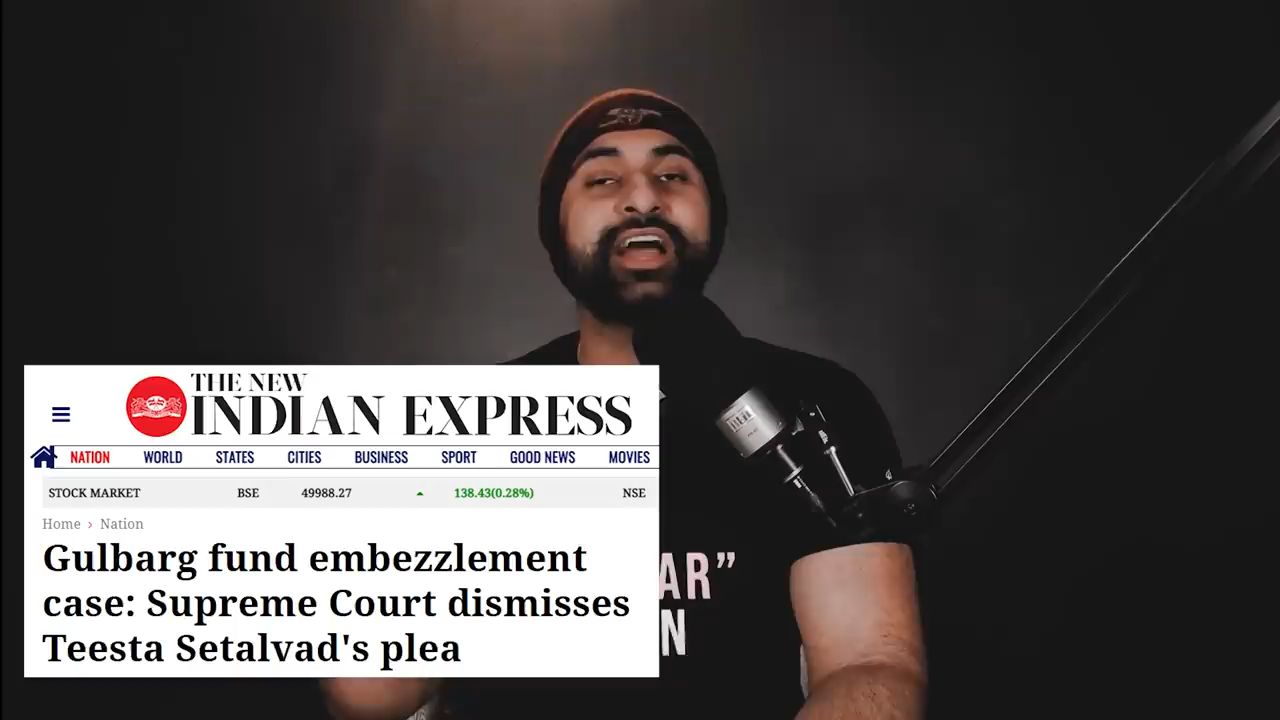 THE NEW
INDIAN EXPRESS
NATION WORLD STATES CITIES BUSINESS SPORT GOOD NEWS MOVIES
STOCK MARKET BSE 49988.27 138.43(0.28%) NSE
Home › Nation
Gulbarg fund embezzlement
case: Supreme Court dismisses
Teesta Setalvad's plea
AR”
N